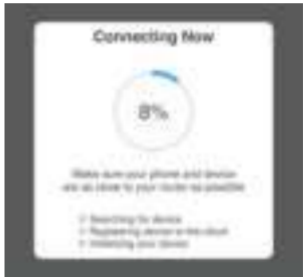 Connecting Now
8%
Make sure your phone and device
are as close to your router as possible
Searching for device
Registering device to the cloud
Initializing your device